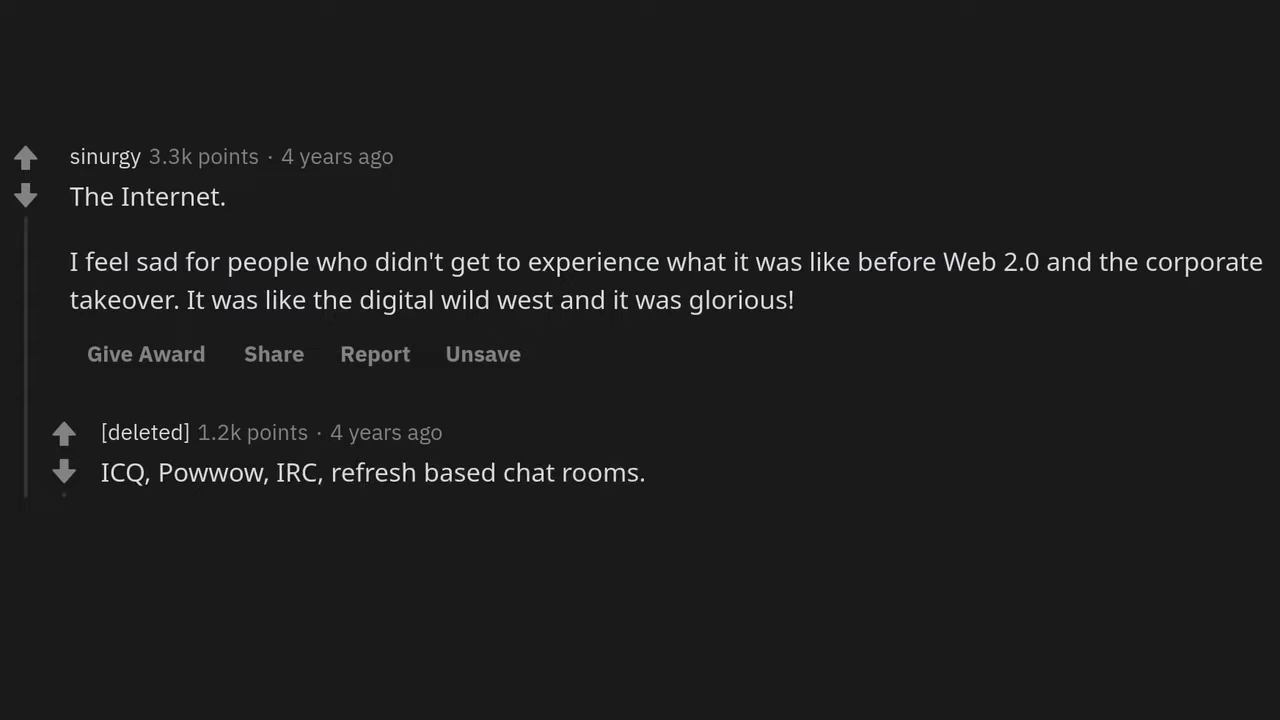 sinurgy 3.3k points · 4 years ago
The Internet.
I feel sad for people who didn't get to experience what it was like before Web 2.0 and the corporate
takeover. It was like the digital wild west and it was glorious!
Give Award Share Report Unsave
[deleted] 1.2k points · 4 years ago
ICQ, Powwow, IRC, refresh based chat rooms.